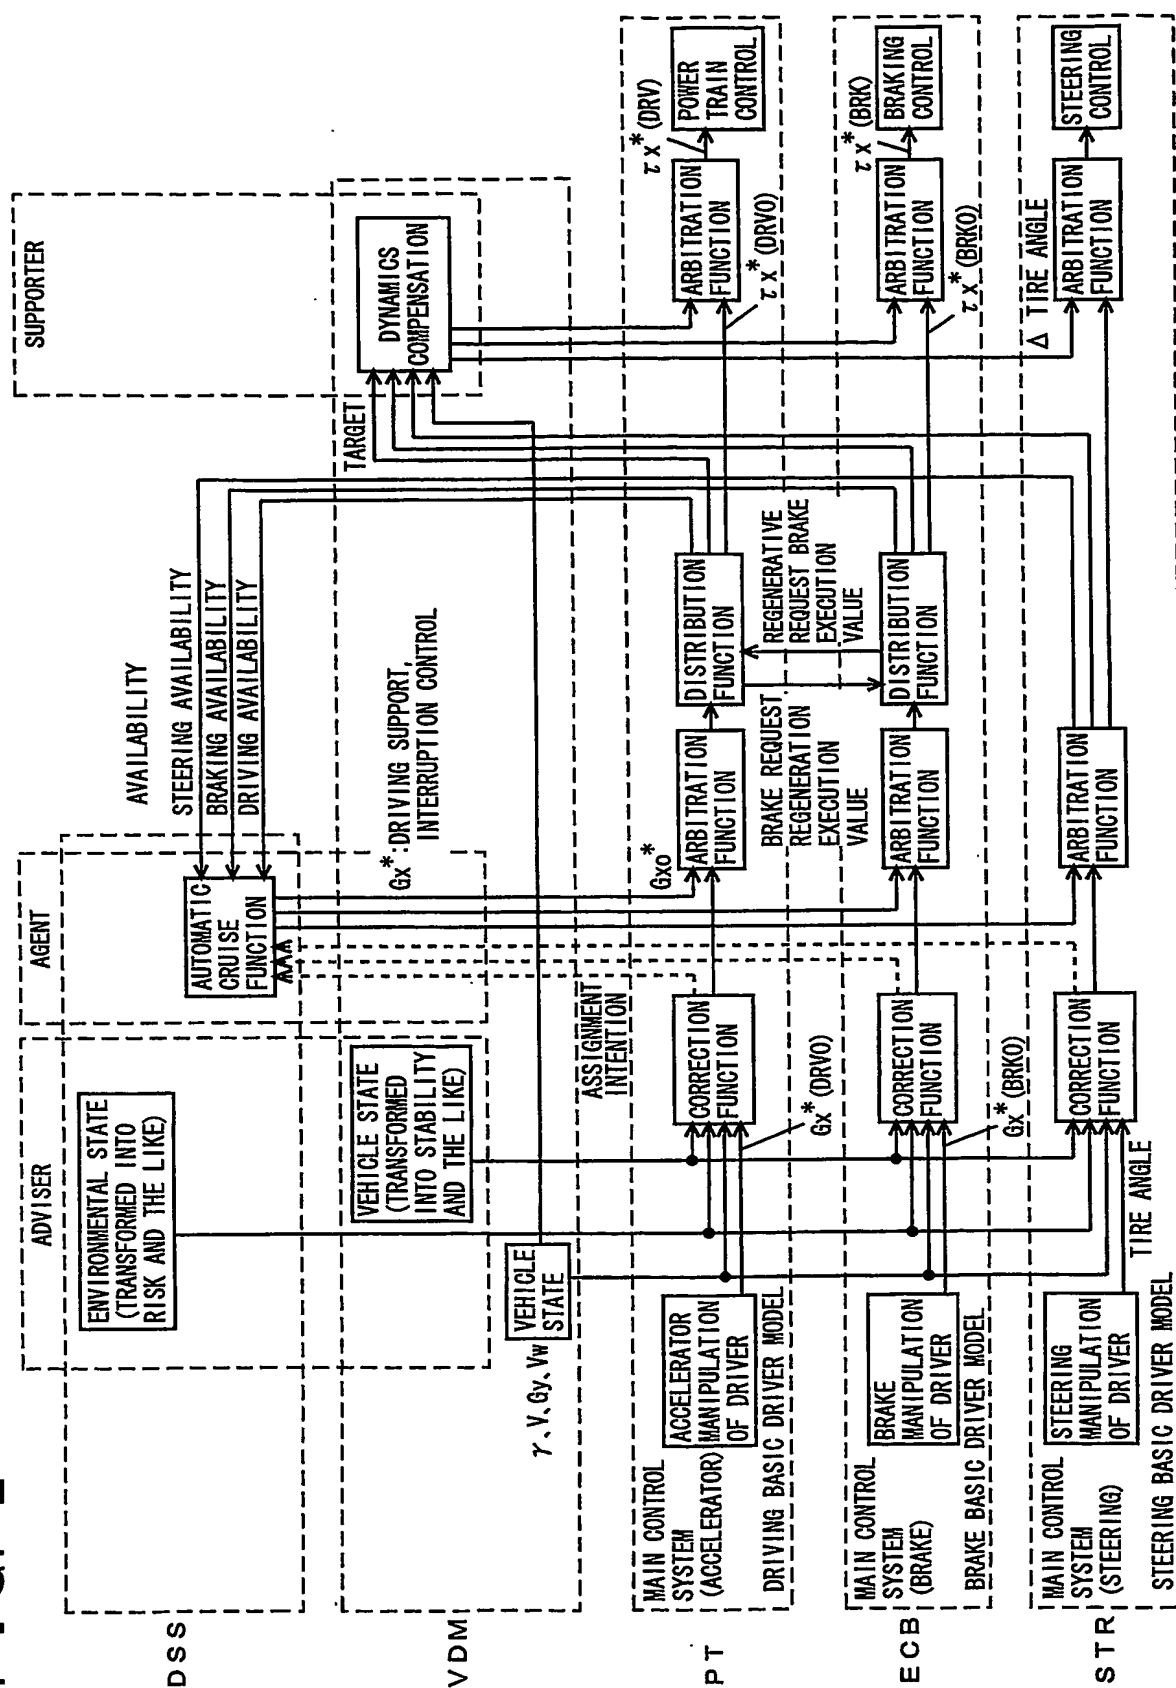 DSS
VDM
PT
ECB
STR
ADVISER
AGENT
SUPPORTER
ENVIRONMENTAL STATE
(TRANSFORMED INTO
RISK AND THE LIKE)
AUTOMATIC
CRUISE
FUNCTION
AVAILABILITY
STEERING AVAILABILITY
BRAKING AVAILABILITY
DRIVING AVAILABILITY
VEHICLE STATE
(TRANSFORMED
INTO STABILITY
AND THE LIKE)
Gx*:DRIVING SUPPORT,
INTERRUPTION CONTROL
TARGET
DYNAMICS
COMPENSATION
VEHICLE
STATE
γ、V、Gy、Vw
ASSIGNMENT
INTENTION
MAIN CONTROL
SYSTEM
(ACCELERATOR)
ACCELERATOR
MANIPULATION
OF DRIVER
DRIVING BASIC DRIVER MODEL
CORRECTION
FUNCTION
Gx*(DRV0)
Gx0*
ARBITRATION
FUNCTION
DISTRIBUTION
FUNCTION
ARBITRATION
FUNCTION
τx*(DRV0)
τx*(DRV)
POWER
TRAIN
CONTROL
BRAKE REQUEST
REGENERATION
EXECUTION
VALUE
REGENERATIVE
REQUEST BRAKE
EXECUTION
VALUE
MAIN CONTROL
SYSTEM
(BRAKE)
BRAKE
MANIPULATION
OF DRIVER
BRAKE BASIC DRIVER MODEL
CORRECTION
FUNCTION
Gx*(BRK0)
ARBITRATION
FUNCTION
DISTRIBUTION
FUNCTION
ARBITRATION
FUNCTION
τx*(BRK0)
τx*(BRK)
BRAKING
CONTROL
MAIN CONTROL
SYSTEM
(STEERING)
STEERING
MANIPULATION
OF DRIVER
STEERING BASIC DRIVER MODEL
TIRE ANGLE
CORRECTION
FUNCTION
ARBITRATION
FUNCTION
Δ TIRE ANGLE
ARBITRATION
FUNCTION
STEERING
CONTROL